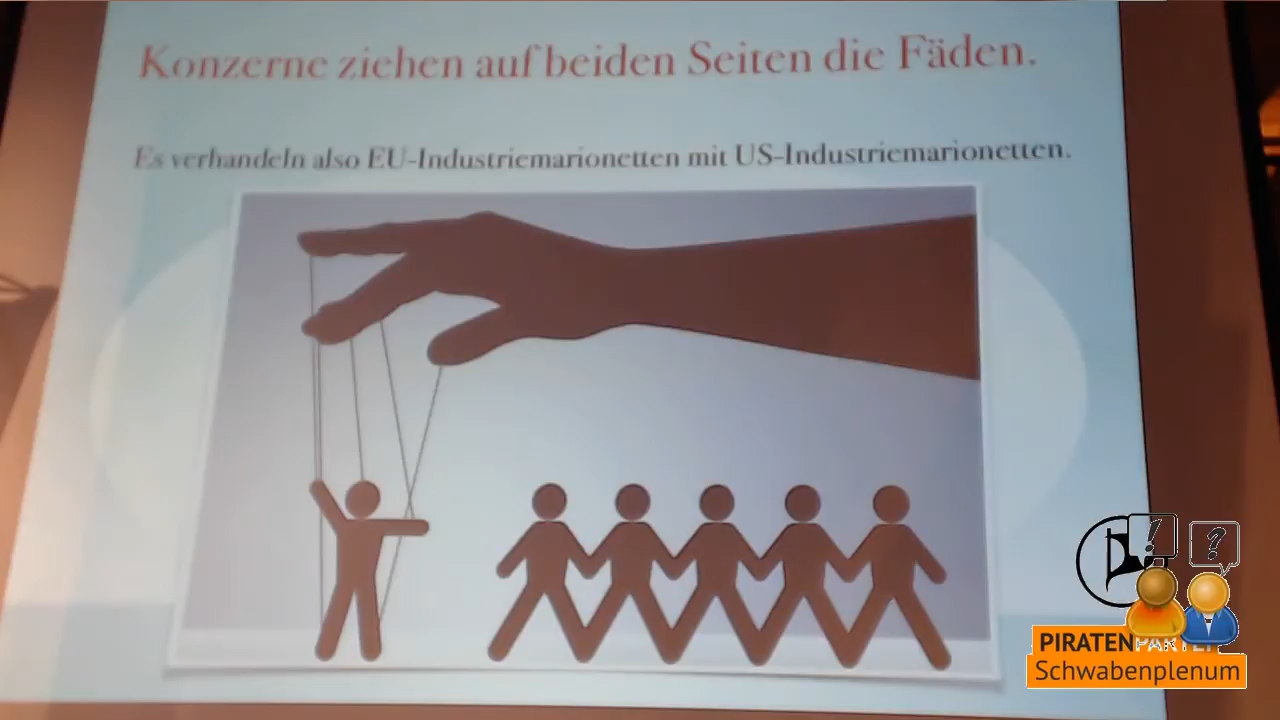 Konzerne ziehen auf beiden Seiten die Fäden.
Es verhandeln also EU-Industriemarionetten mit US-Industriemarionetten.
! ?
PIRATENPARTEI
Schwabenplenum